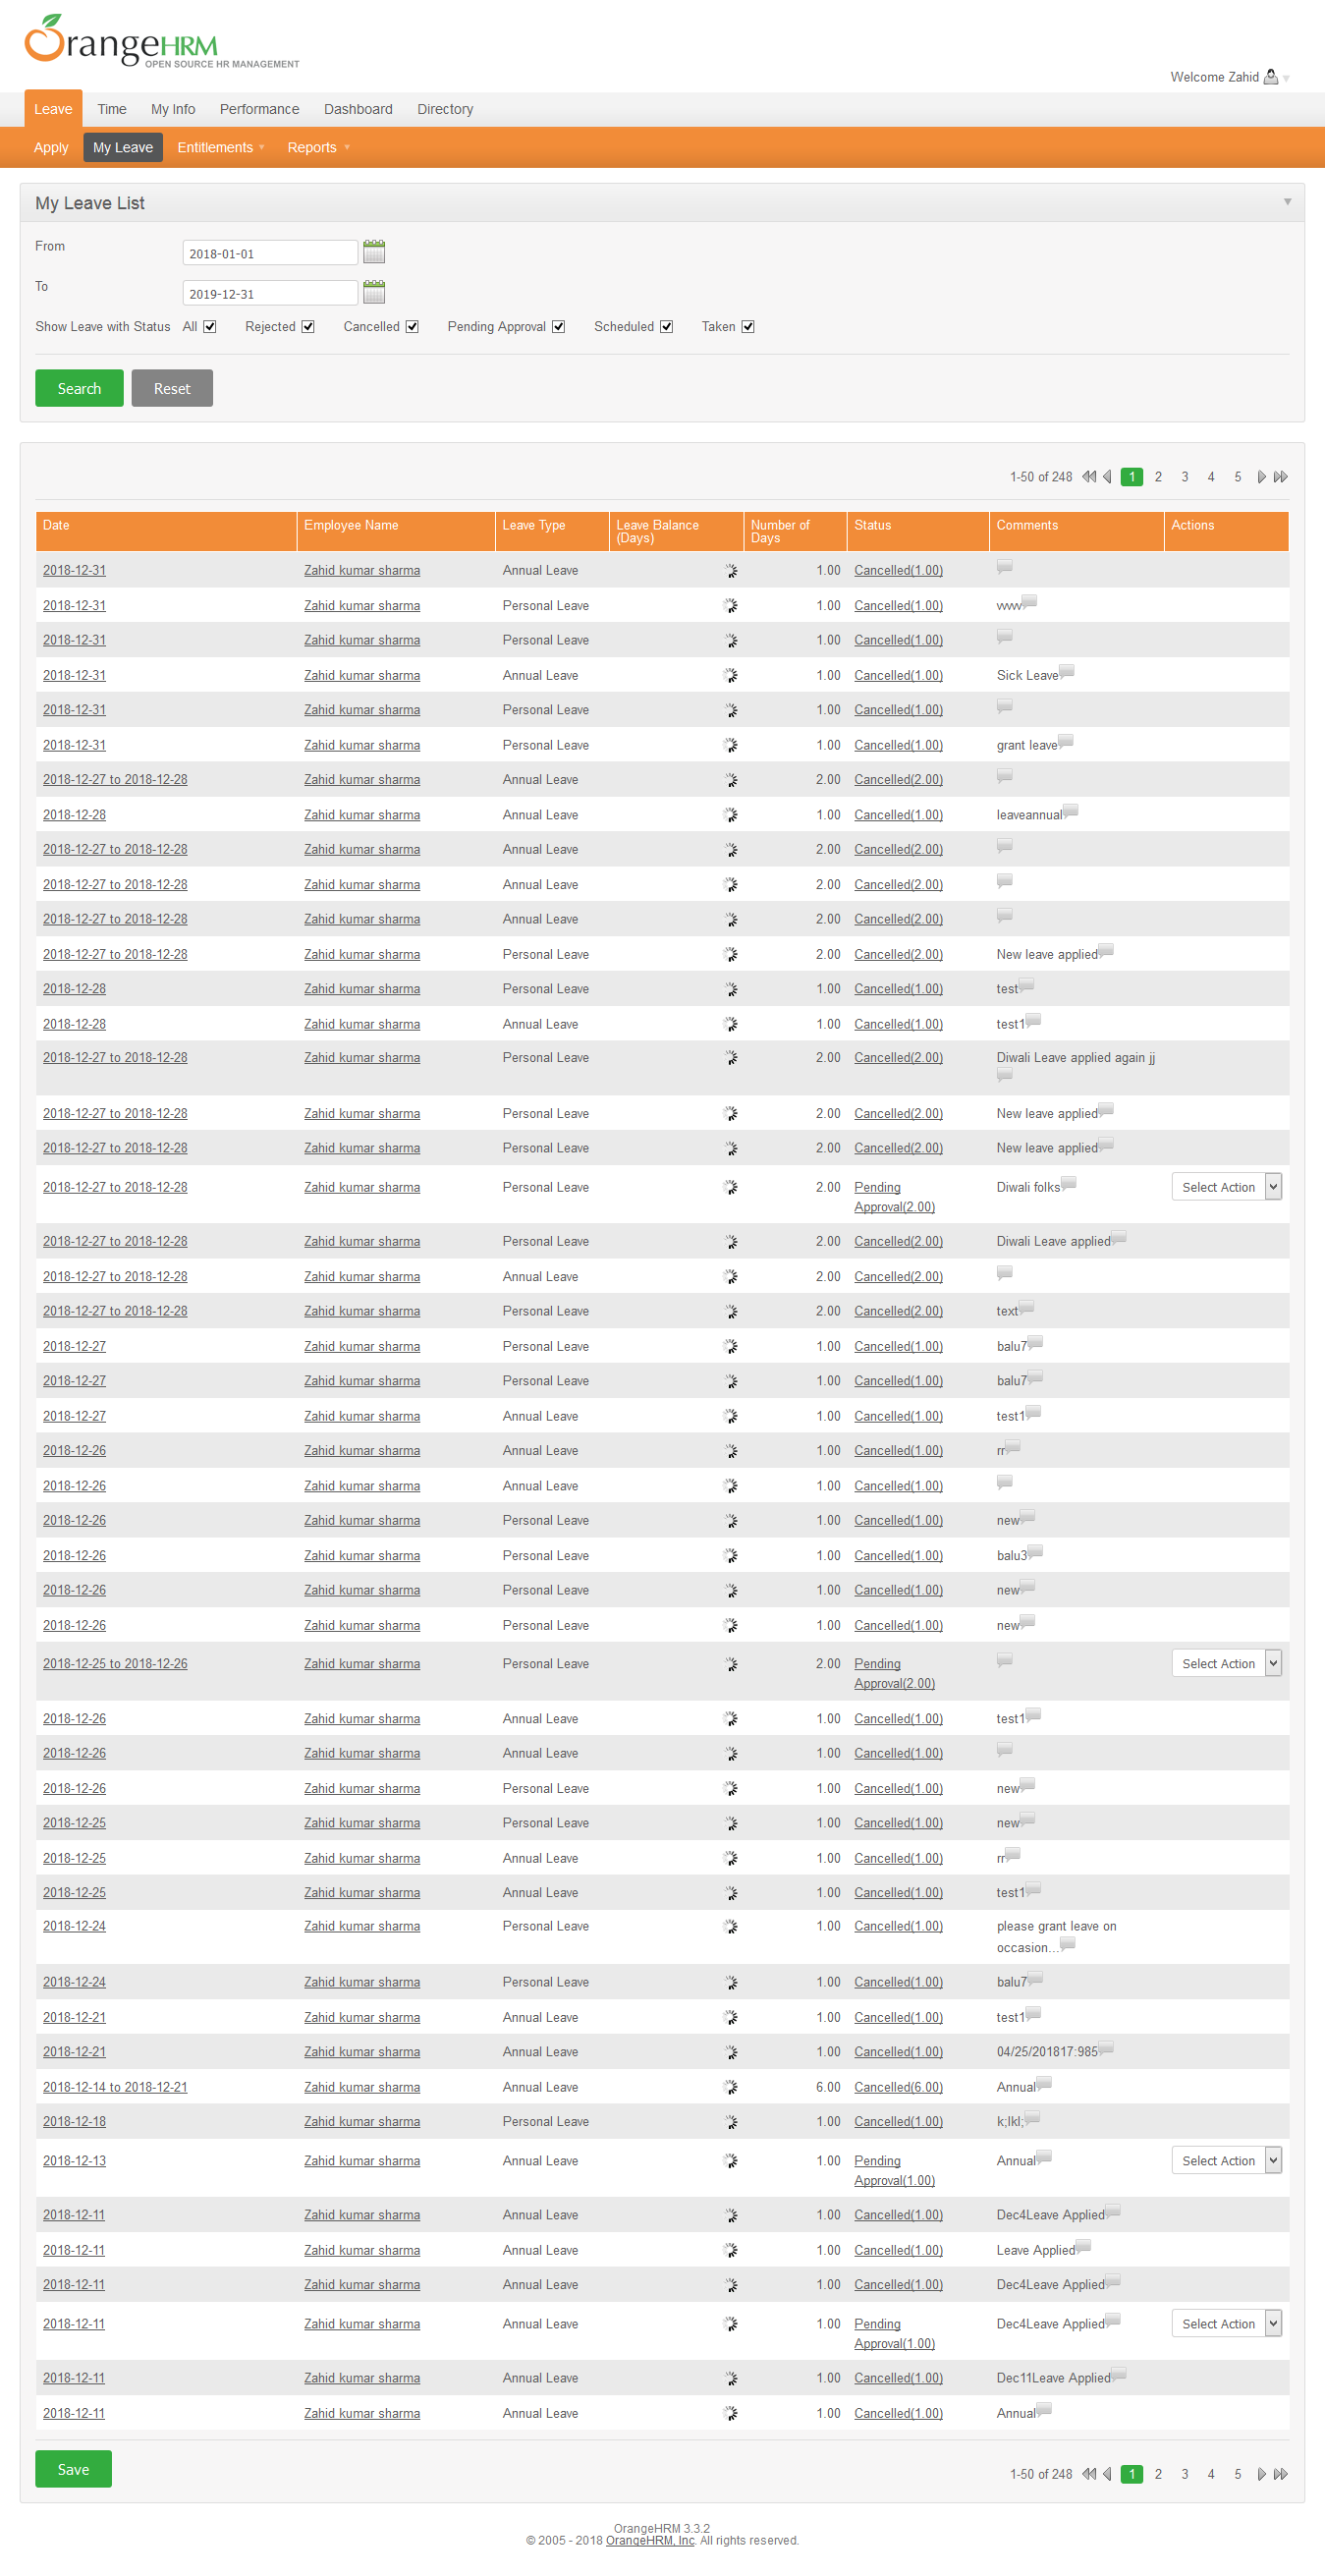 OrangeHRM
OPEN SOURCE HR MANAGEMENT
Welcome Zahid
Leave Time My Info Performance Dashboard Directory
Apply My Leave Entitlements Reports
My Leave List
From 2018-01-01
To 2019-12-31
Show Leave with Status All Rejected Cancelled Pending Approval Scheduled Taken
Search Reset
1-50 of 248 1 2 3 4 5
Date Employee Name Leave Type Leave Balance (Days) Number of Days Status Comments Actions
2018-12-31 Zahid kumar sharma Annual Leave 1.00 Cancelled(1.00)
2018-12-31 Zahid kumar sharma Personal Leave 1.00 Cancelled(1.00)
2018-12-31 Zahid kumar sharma Personal Leave 1.00 Cancelled(1.00)
2018-12-31 Zahid kumar sharma Annual Leave 1.00 Cancelled(1.00) Sick Leave
2018-12-31 Zahid kumar sharma Personal Leave 1.00 Cancelled(1.00)
2018-12-31 Zahid kumar sharma Personal Leave 1.00 Cancelled(1.00) grant leave
2018-12-27 to 2018-12-28 Zahid kumar sharma Annual Leave 2.00 Cancelled(2.00)
2018-12-28 Zahid kumar sharma Annual Leave 1.00 Cancelled(1.00) leaveannual
2018-12-27 to 2018-12-28 Zahid kumar sharma Annual Leave 2.00 Cancelled(2.00)
2018-12-27 to 2018-12-28 Zahid kumar sharma Annual Leave 2.00 Cancelled(2.00)
2018-12-27 to 2018-12-28 Zahid kumar sharma Annual Leave 2.00 Cancelled(2.00)
2018-12-27 to 2018-12-28 Zahid kumar sharma Personal Leave 2.00 Cancelled(2.00) New leave applied
2018-12-28 Zahid kumar sharma Personal Leave 1.00 Cancelled(1.00) test
2018-12-28 Zahid kumar sharma Annual Leave 1.00 Cancelled(1.00) test1
2018-12-27 to 2018-12-28 Zahid kumar sharma Personal Leave 2.00 Cancelled(2.00) Diwali Leave applied again jj
2018-12-27 to 2018-12-28 Zahid kumar sharma Personal Leave 2.00 Cancelled(2.00) New leave applied
2018-12-27 to 2018-12-28 Zahid kumar sharma Personal Leave 2.00 Cancelled(2.00) New leave applied
2018-12-27 to 2018-12-28 Zahid kumar sharma Personal Leave 2.00 Pending Approval(2.00) Diwali folks Select Action
2018-12-27 to 2018-12-28 Zahid kumar sharma Personal Leave 2.00 Cancelled(2.00) Diwali Leave applied
2018-12-27 to 2018-12-28 Zahid kumar sharma Annual Leave 2.00 Cancelled(2.00)
2018-12-27 to 2018-12-28 Zahid kumar sharma Personal Leave 2.00 Cancelled(2.00) text
2018-12-27 Zahid kumar sharma Personal Leave 1.00 Cancelled(1.00) balu7
2018-12-27 Zahid kumar sharma Personal Leave 1.00 Cancelled(1.00) balu7
2018-12-27 Zahid kumar sharma Annual Leave 1.00 Cancelled(1.00) test1
2018-12-26 Zahid kumar sharma Annual Leave 1.00 Cancelled(1.00) rr
2018-12-26 Zahid kumar sharma Annual Leave 1.00 Cancelled(1.00)
2018-12-26 Zahid kumar sharma Personal Leave 1.00 Cancelled(1.00) new
2018-12-26 Zahid kumar sharma Personal Leave 1.00 Cancelled(1.00) balu3
2018-12-26 Zahid kumar sharma Personal Leave 1.00 Cancelled(1.00) new
2018-12-26 Zahid kumar sharma Personal Leave 1.00 Cancelled(1.00) new
2018-12-25 to 2018-12-26 Zahid kumar sharma Personal Leave 2.00 Pending Approval(2.00) Select Action
2018-12-26 Zahid kumar sharma Annual Leave 1.00 Cancelled(1.00) test1
2018-12-26 Zahid kumar sharma Annual Leave 1.00 Cancelled(1.00)
2018-12-26 Zahid kumar sharma Personal Leave 1.00 Cancelled(1.00) new
2018-12-25 Zahid kumar sharma Personal Leave 1.00 Cancelled(1.00) new
2018-12-25 Zahid kumar sharma Annual Leave 1.00 Cancelled(1.00) rr
2018-12-25 Zahid kumar sharma Annual Leave 1.00 Cancelled(1.00) test1
2018-12-24 Zahid kumar sharma Personal Leave 1.00 Cancelled(1.00) please grant leave on occasion...
2018-12-24 Zahid kumar sharma Personal Leave 1.00 Cancelled(1.00) balu7
2018-12-21 Zahid kumar sharma Annual Leave 1.00 Cancelled(1.00) test1
2018-12-21 Zahid kumar sharma Annual Leave 1.00 Cancelled(1.00) 04/25/201817:985
2018-12-14 to 2018-12-21 Zahid kumar sharma Annual Leave 6.00 Cancelled(6.00) Annual
2018-12-18 Zahid kumar sharma Personal Leave 1.00 Cancelled(1.00) k;lkl;
2018-12-13 Zahid kumar sharma Annual Leave 1.00 Pending Approval(1.00) Annual Select Action
2018-12-11 Zahid kumar sharma Annual Leave 1.00 Cancelled(1.00) Dec4Leave Applied
2018-12-11 Zahid kumar sharma Annual Leave 1.00 Cancelled(1.00) Leave Applied
2018-12-11 Zahid kumar sharma Annual Leave 1.00 Cancelled(1.00) Dec4Leave Applied
2018-12-11 Zahid kumar sharma Annual Leave 1.00 Pending Approval(1.00) Dec4Leave Applied Select Action
2018-12-11 Zahid kumar sharma Annual Leave 1.00 Cancelled(1.00) Dec11Leave Applied
2018-12-11 Zahid kumar sharma Annual Leave 1.00 Cancelled(1.00) Annual
Save
1-50 of 248 1 2 3 4 5
OrangeHRM 3.3.2
© 2005 - 2018 OrangeHRM, Inc. All rights reserved.